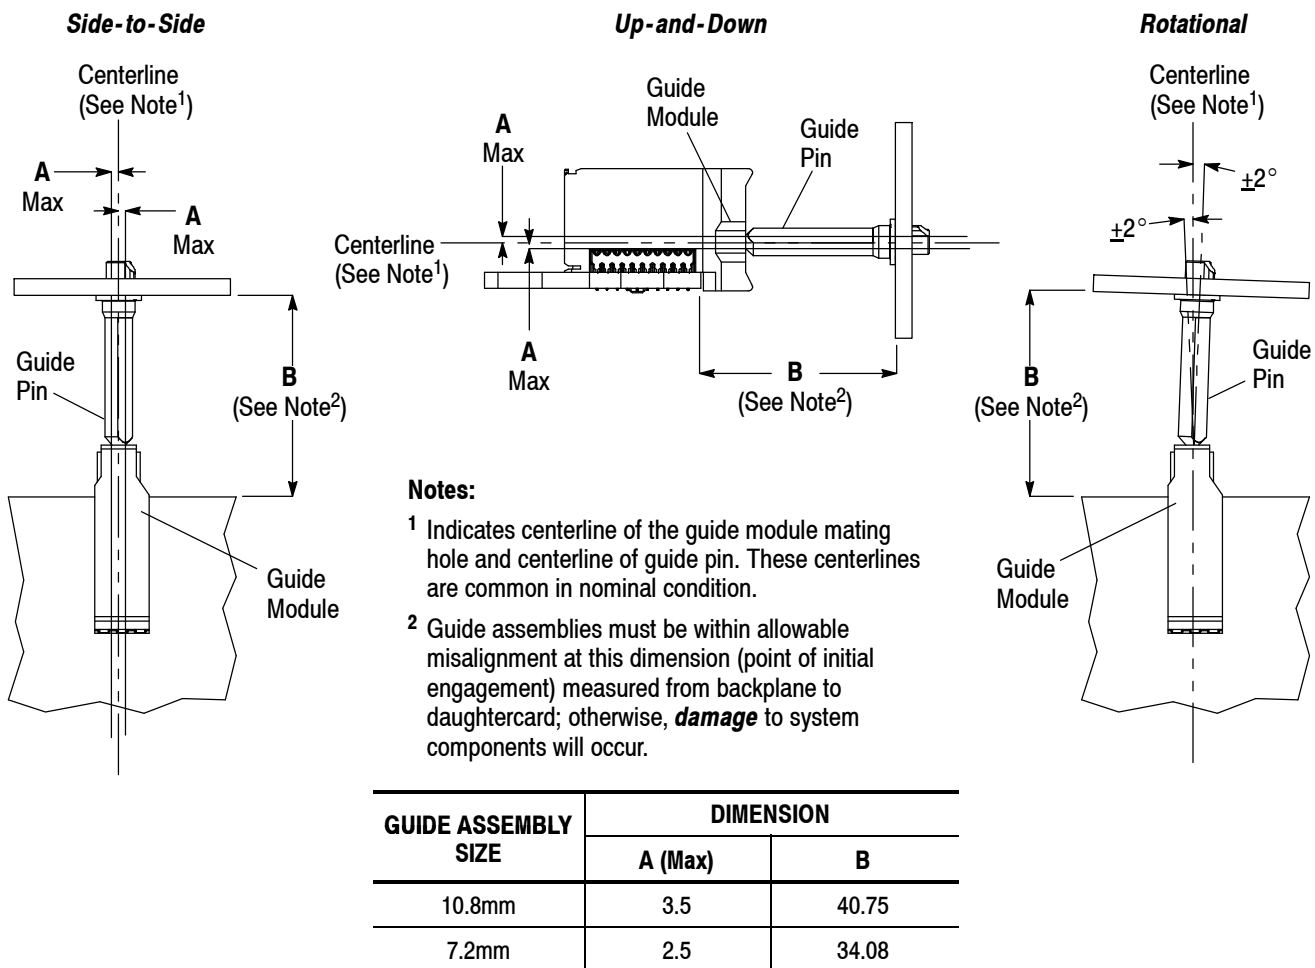 Side-to-Side
Centerline
(See Note1)
A
Max
A
Max
Guide
Pin
B
(See Note2)
Guide
Module
Up-and-Down
Guide
Module
Guide
Pin
A
Max
Centerline
(See Note1)
A
Max
B
(See Note2)
Rotational
Centerline
(See Note1)
±2°
±2°
Guide
Pin
B
(See Note2)
Guide
Module
Notes:
1 Indicates centerline of the guide module mating
hole and centerline of guide pin. These centerlines
are common in nominal condition.
2 Guide assemblies must be within allowable
misalignment at this dimension (point of initial
engagement) measured from backplane to
daughtercard; otherwise, damage to system
components will occur.
GUIDE ASSEMBLY
SIZE
DIMENSION
A (Max) B
10.8mm 3.5 40.75
7.2mm 2.5 34.08